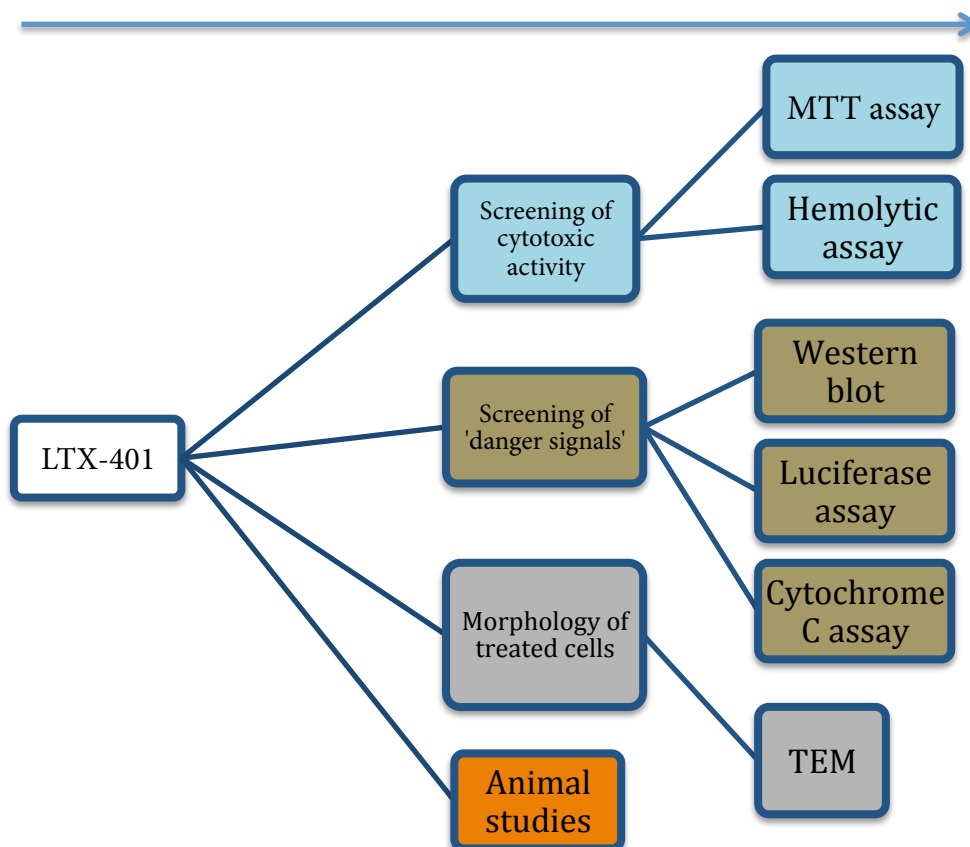 LTX-401
Screening of
cytotoxic
activity
MTT assay
Hemolytic
assay
Screening of
'danger signals'
Western
blot
Luciferase
assay
Cytochrome
C assay
Morphology of
treated cells
TEM
Animal
studies